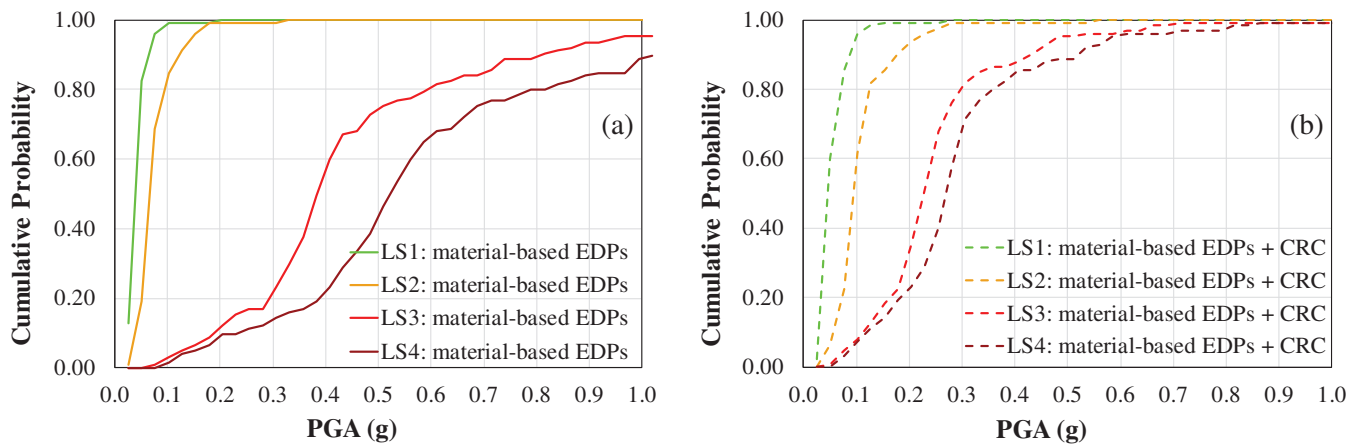 1.00
0.80
0.60
0.40
0.20
0.00
Cumulative Probability
(a)
LS1: material-based EDPs
LS2: material-based EDPs
LS3: material-based EDPs
LS4: material-based EDPs
0.0 0.1 0.2 0.3 0.4 0.5 0.6 0.7 0.8 0.9 1.0
PGA (g)
1.00
0.80
0.60
0.40
0.20
0.00
Cumulative Probability
(b)
LS1: material-based EDPs + CRC
LS2: material-based EDPs + CRC
LS3: material-based EDPs + CRC
LS4: material-based EDPs + CRC
0.0 0.1 0.2 0.3 0.4 0.5 0.6 0.7 0.8 0.9 1.0
PGA (g)